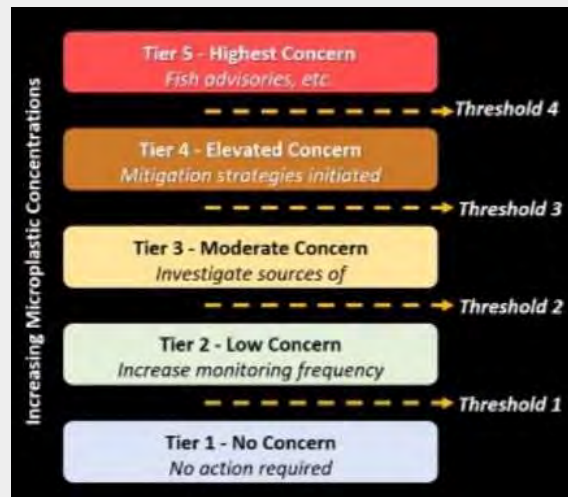 Increasing Microplastic Concentrations
Tier 5 - Highest Concern
Fish advisories, etc.
Threshold 4
Tier 4 - Elevated Concern
Mitigation strategies initiated
Threshold 3
Tier 3 - Moderate Concern
Investigate sources of
Threshold 2
Tier 2 - Low Concern
Increase monitoring frequency
Threshold 1
Tier 1 - No Concern
No action required